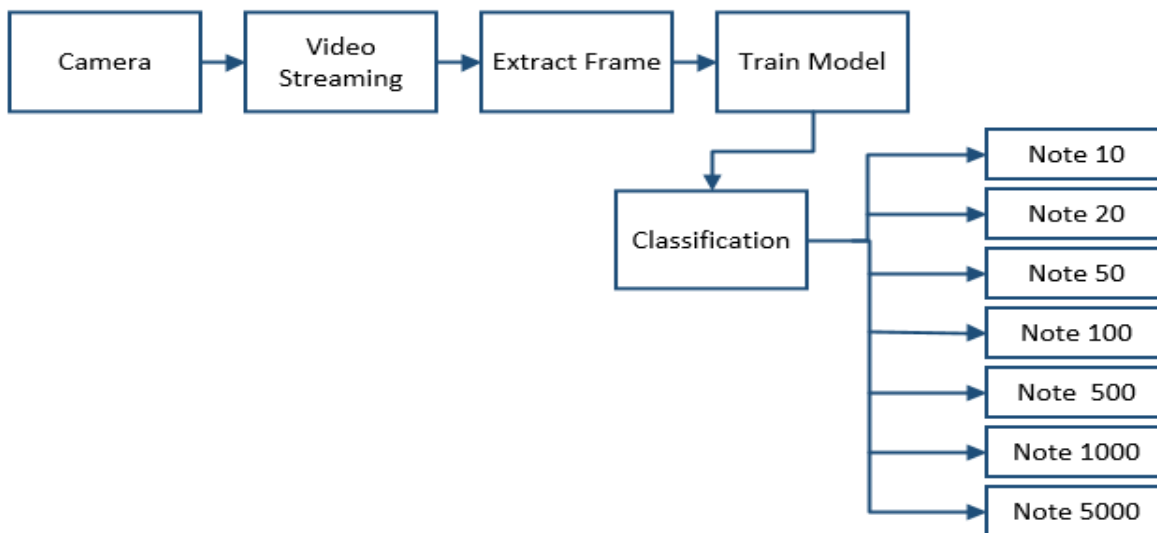 Camera
Video
Streaming
Extract Frame
Train Model
Classification
Note 10
Note 20
Note 50
Note 100
Note  500
Note 1000
Note 5000